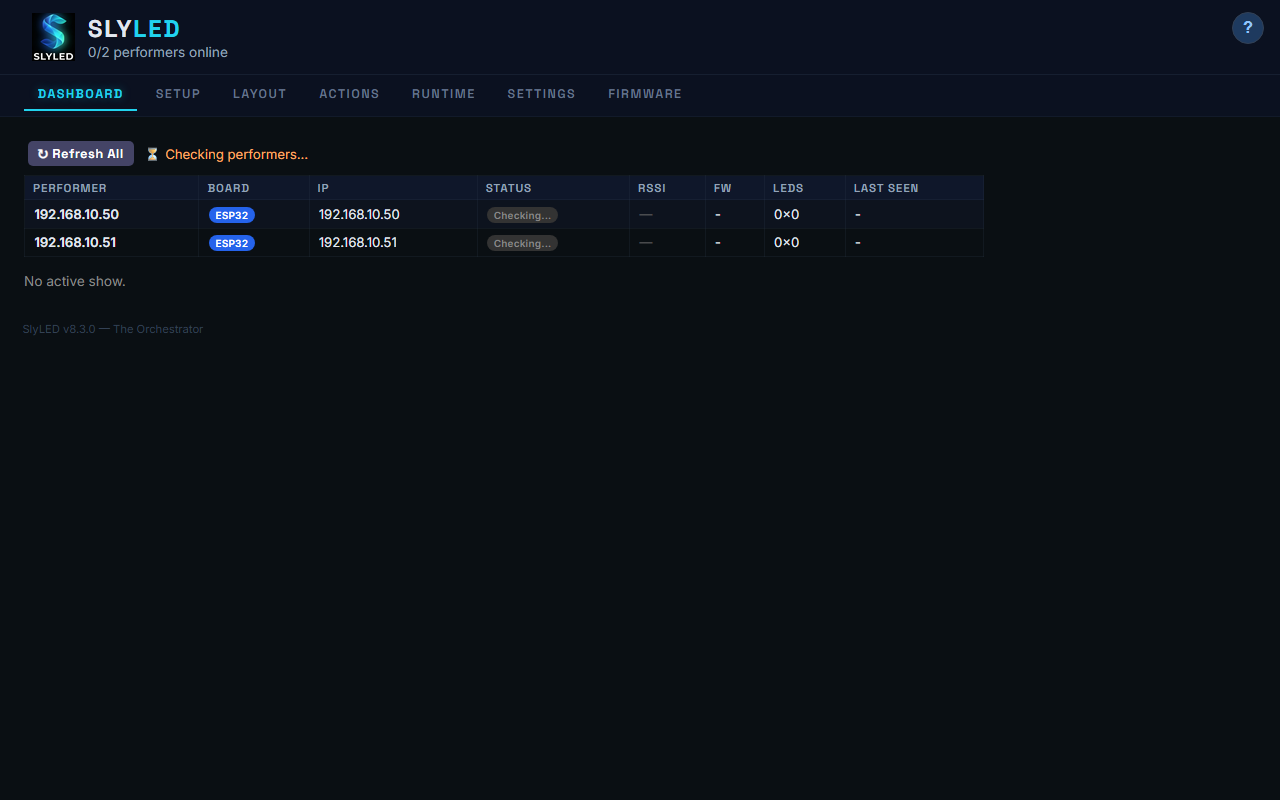 SLYLED
SLYLED
0/2 performers online
?
DASHBOARD SETUP LAYOUT ACTIONS RUNTIME SETTINGS FIRMWARE
↻ Refresh All ⏳ Checking performers...
PERFORMER BOARD IP STATUS RSSI FW LEDS LAST SEEN
192.168.10.50 ESP32 192.168.10.50 Checking... — - 0×0 -
192.168.10.51 ESP32 192.168.10.51 Checking... — - 0×0 -
No active show.
SlyLED v8.3.0 — The Orchestrator